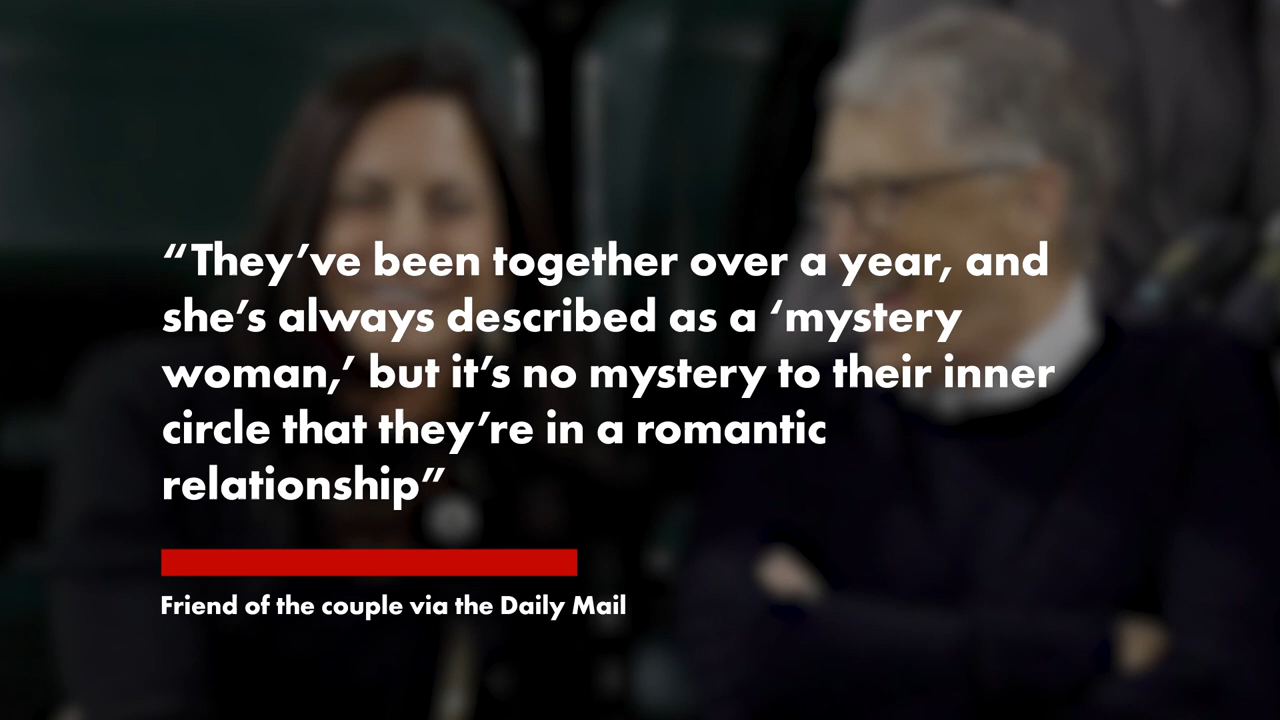 “They’ve been together over a year, and
she’s always described as a ‘mystery
woman,’ but it’s no mystery to their inner
circle that they’re in a romantic
relationship”
Friend of the couple via the Daily Mail